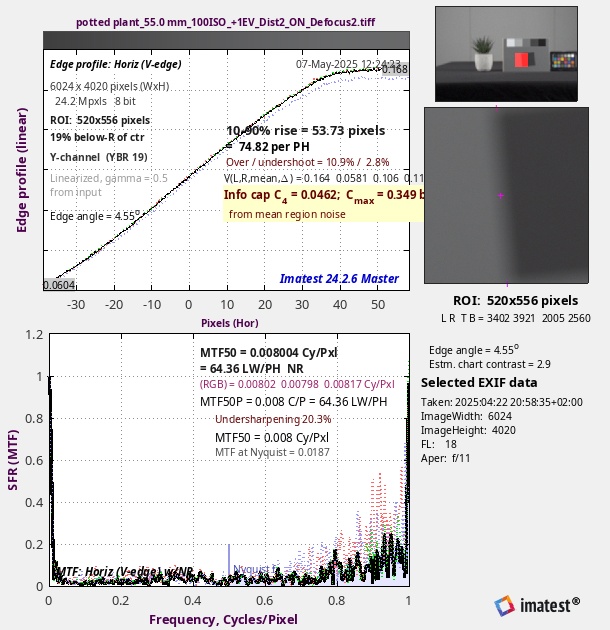 potted plant_55.0 mm_100ISO_+1EV_Dist2_ON_Defocus2.tiff
Edge profile: Horiz (V-edge)
07-May-2025 12:24:33
0.168
6024 x 4020 pixels (WxH)
24.2 Mpxls   8 bit
ROI:  520x556 pixels
19% below-R of ctr
Y-channel  (YBR 19)
Linearized, gamma = 0.5
from input
Edge angle = 4.55°
10-90% rise = 53.73 pixels
=  74.82 per PH
Over / undershoot = 10.9% /  2.8%
V(L,R,mean,Δ) = 0.164  0.0581  0.106  0.11
Info cap C4 = 0.0462;  Cmax = 0.349 b
from mean region noise
0.0604
Imatest 24.2.6 Master
Edge profile (linear)
-30 -20 -10 0 10 20 30 40 50
Pixels (Hor)
ROI:  520x556 pixels
L R  T B = 3402 3921  2005 2560
Edge angle = 4.55°
Estm. chart contrast = 2.9
Selected EXIF data
Taken: 2025:04:22 20:58:35+02:00
ImageWidth:  6024
ImageHeight:  4020
FL:   18
Aper:  f/11
MTF50 = 0.008004 Cy/Pxl
= 64.36 LW/PH  NR
(RGB) = 0.00802  0.00798  0.00817 Cy/Pxl
MTF50P = 0.008 C/P = 64.36 LW/PH
Undersharpening 20.3%
MTF50 = 0.008 Cy/Pxl
MTF at Nyquist = 0.0187
1.2
1
0.8
0.6
0.4
0.2
0
SFR (MTF)
MTF: Horiz (V-edge) w/NR
Nyquist f
0 0.2 0.4 0.6 0.8 1
Frequency, Cycles/Pixel
imatest®